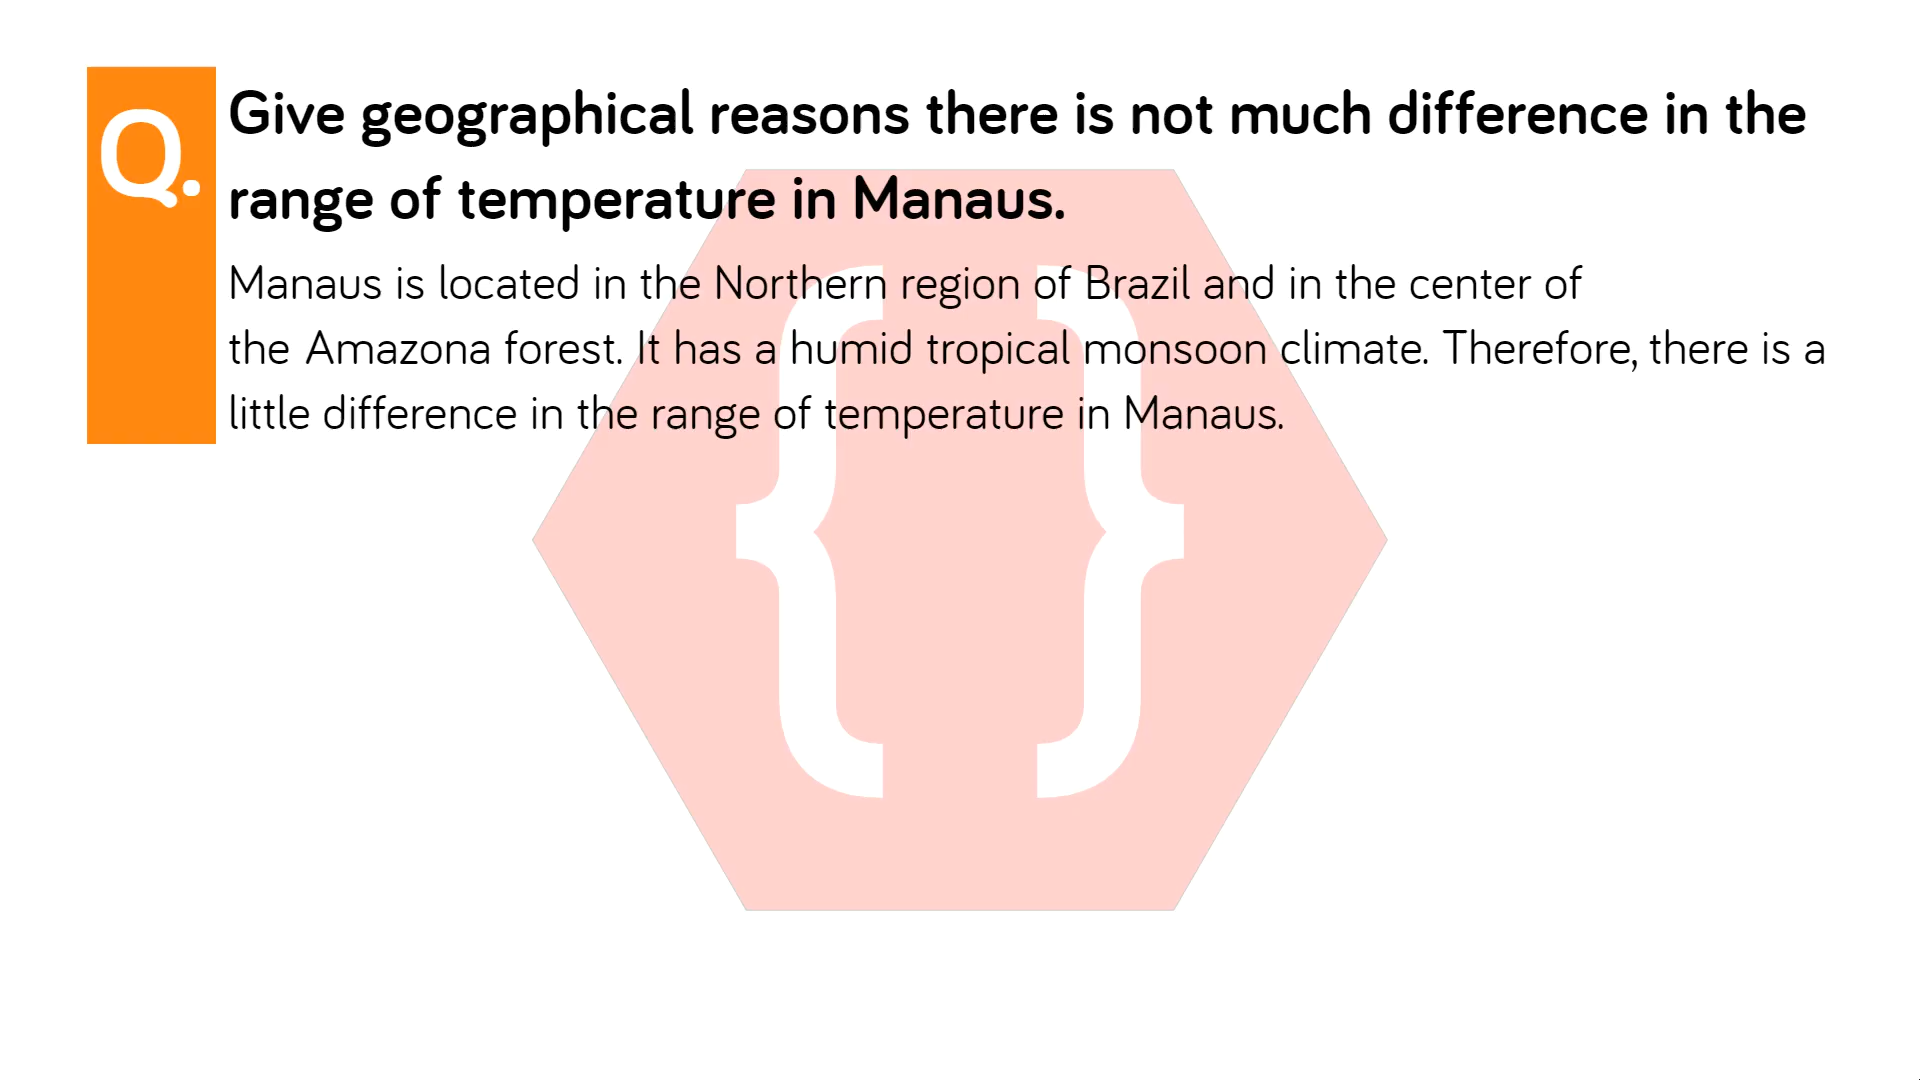 Q.
Give geographical reasons there is not much difference in the
range of temperature in Manaus.
Manaus is located in the Northern region of Brazil and in the center of
the Amazona forest. It has a humid tropical monsoon climate. Therefore, there is a
little difference in the range of temperature in Manaus.
{ }